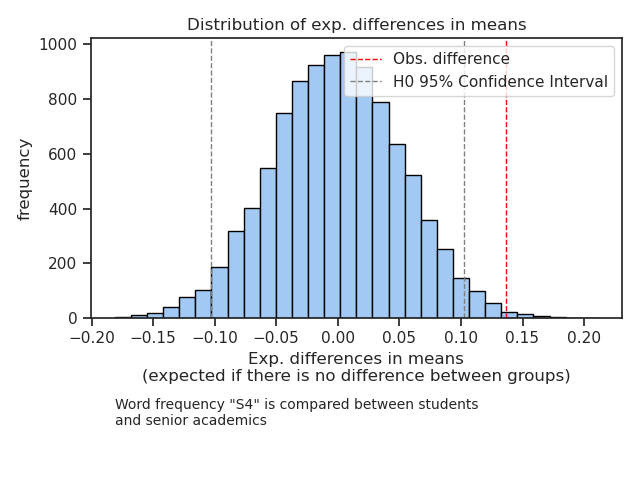 Distribution of exp. differences in means
Obs. difference
H0 95% Confidence Interval
1000
800
600
400
200
0
frequency
−0.20 −0.15 −0.10 −0.05 0.00 0.05 0.10 0.15 0.20
Exp. differences in means
(expected if there is no difference between groups)
Word frequency "S4" is compared between students
and senior academics